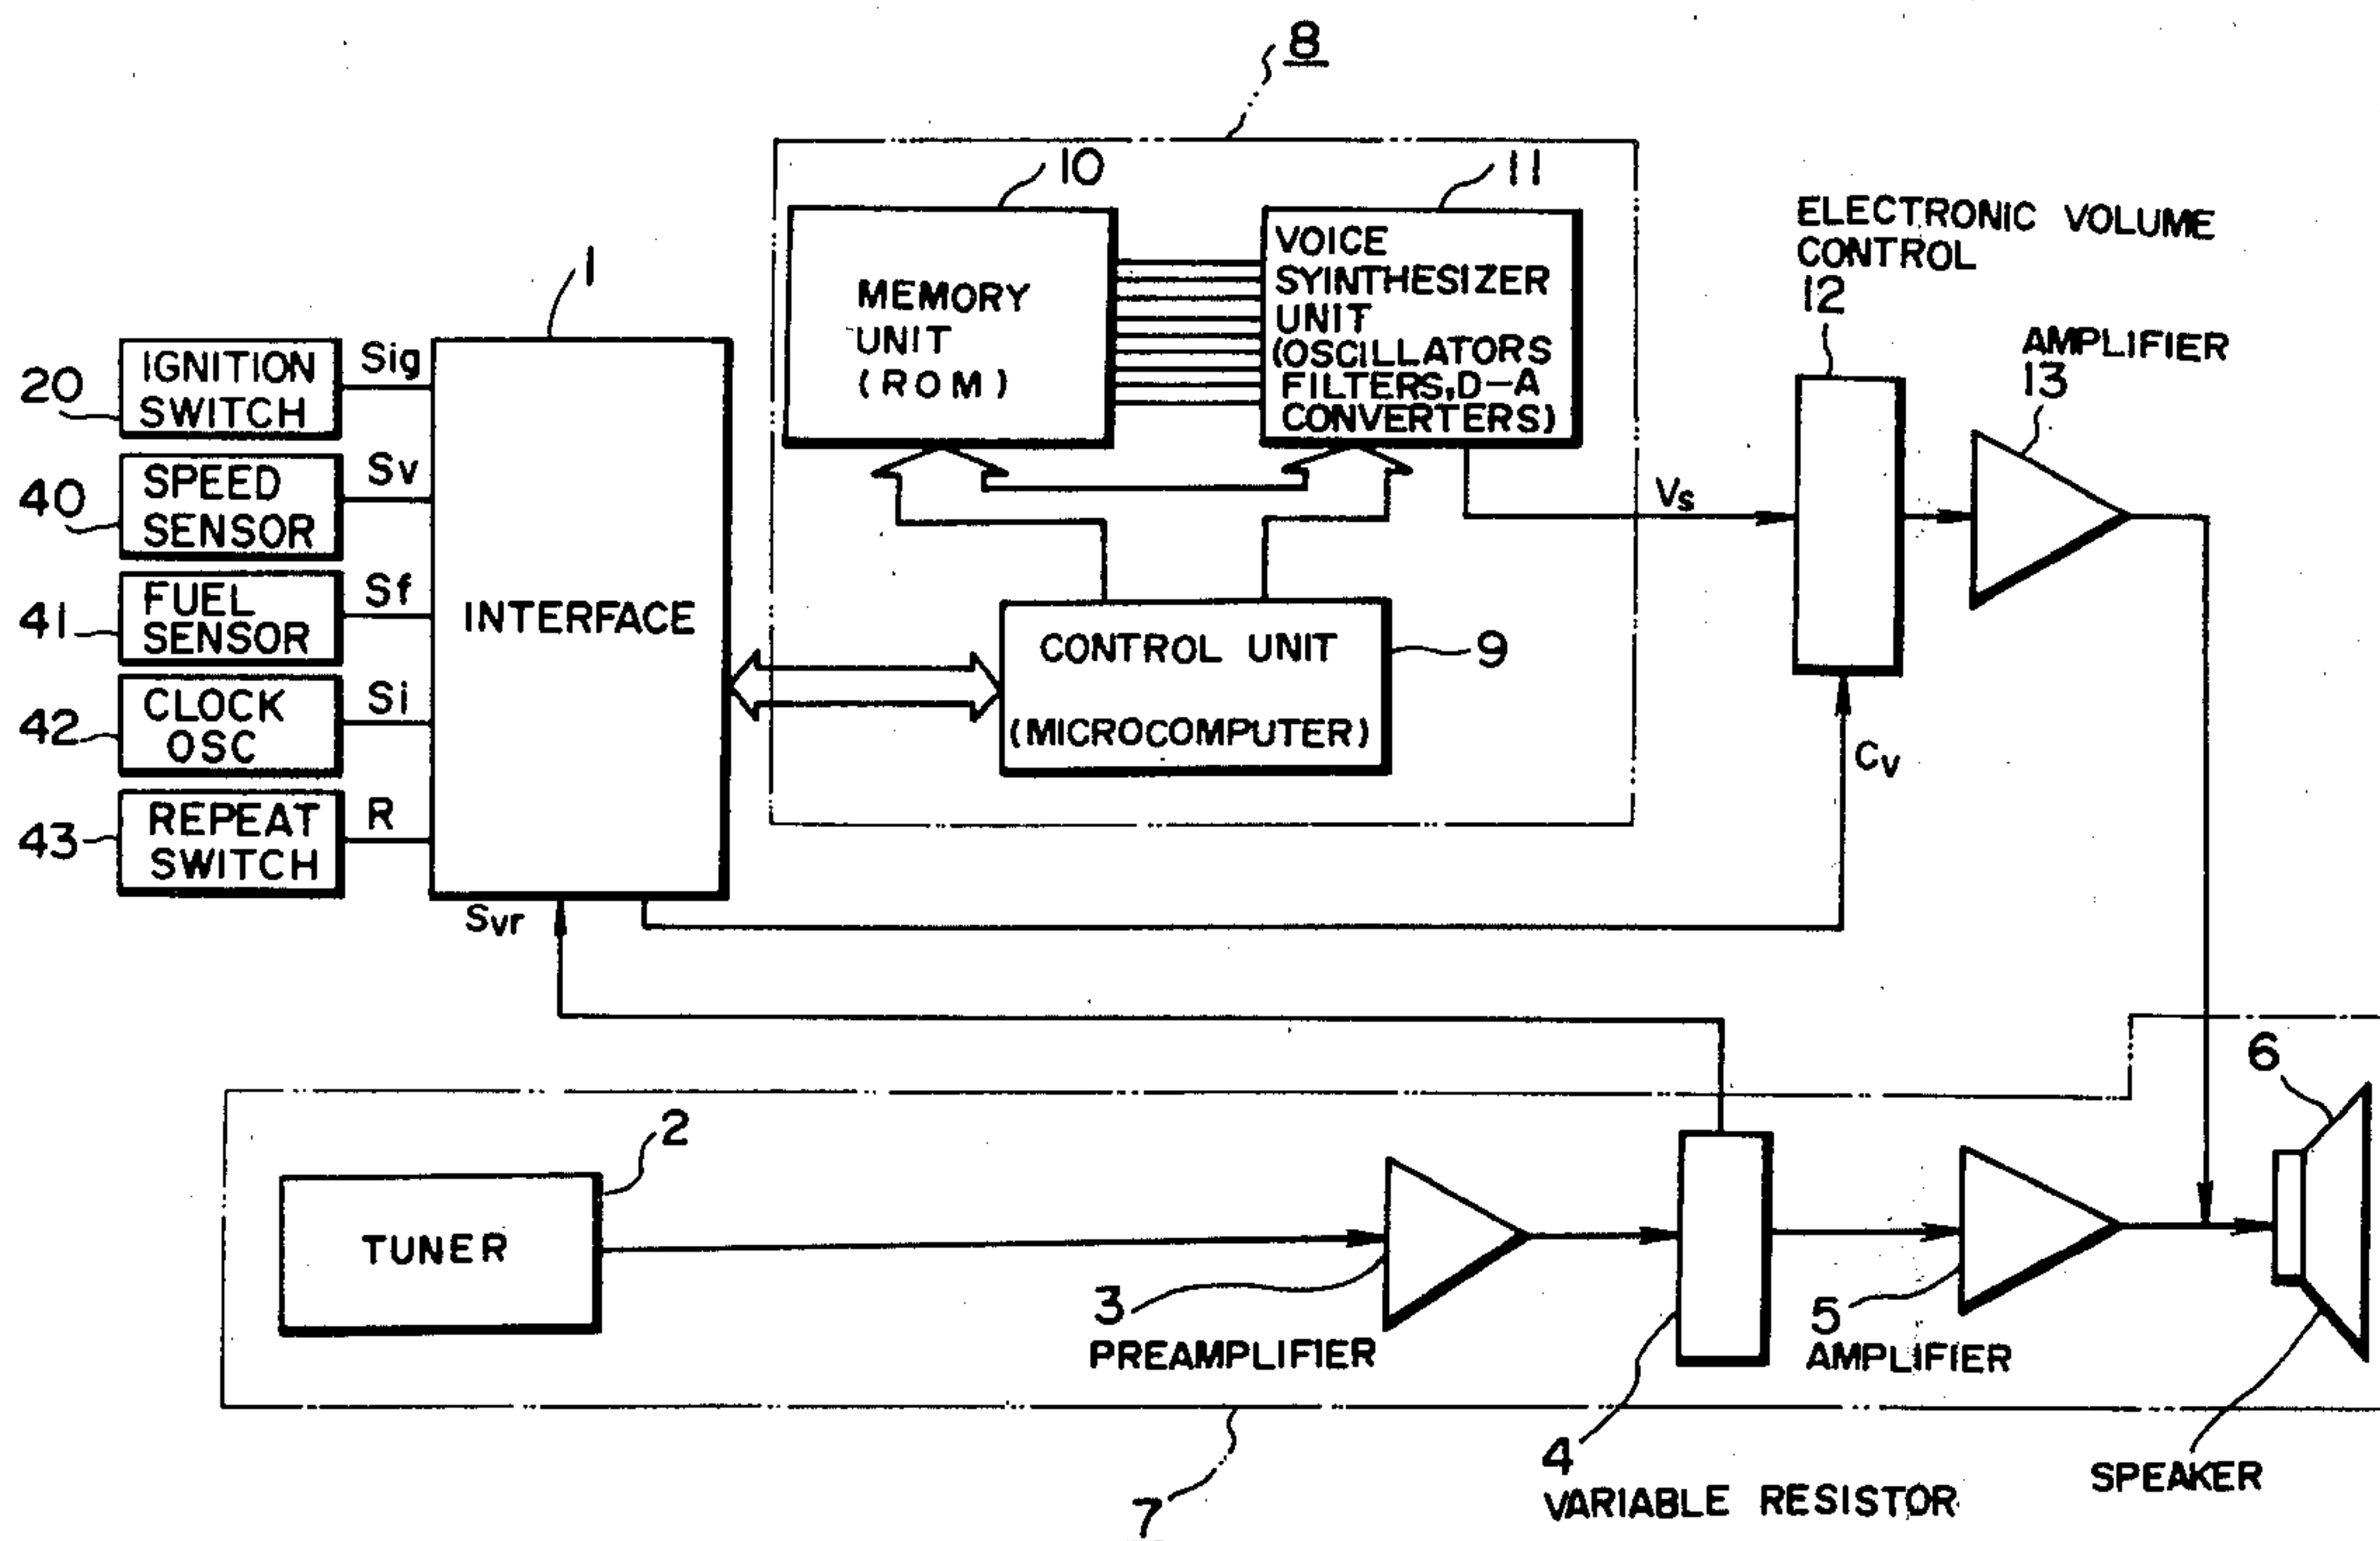 8
10
11
MEMORY
UNIT
(ROM)
VOICE
SYINTHESIZER
UNIT
(OSCILLATORS
FILTERS,D-A
CONVERTERS)
ELECTRONIC VOLUME
CONTROL
12
AMPLIFIER
13
1
INTERFACE
20
IGNITION
SWITCH
Sig
40
SPEED
SENSOR
Sv
41
FUEL
SENSOR
Sf
42
CLOCK
OSC
Si
43
REPEAT
SWITCH
R
Svr
CONTROL UNIT
(MICROCOMPUTER)
9
Vs
Cv
2
TUNER
3
PREAMPLIFIER
4
VARIABLE RESISTOR
5
AMPLIFIER
6
SPEAKER
7